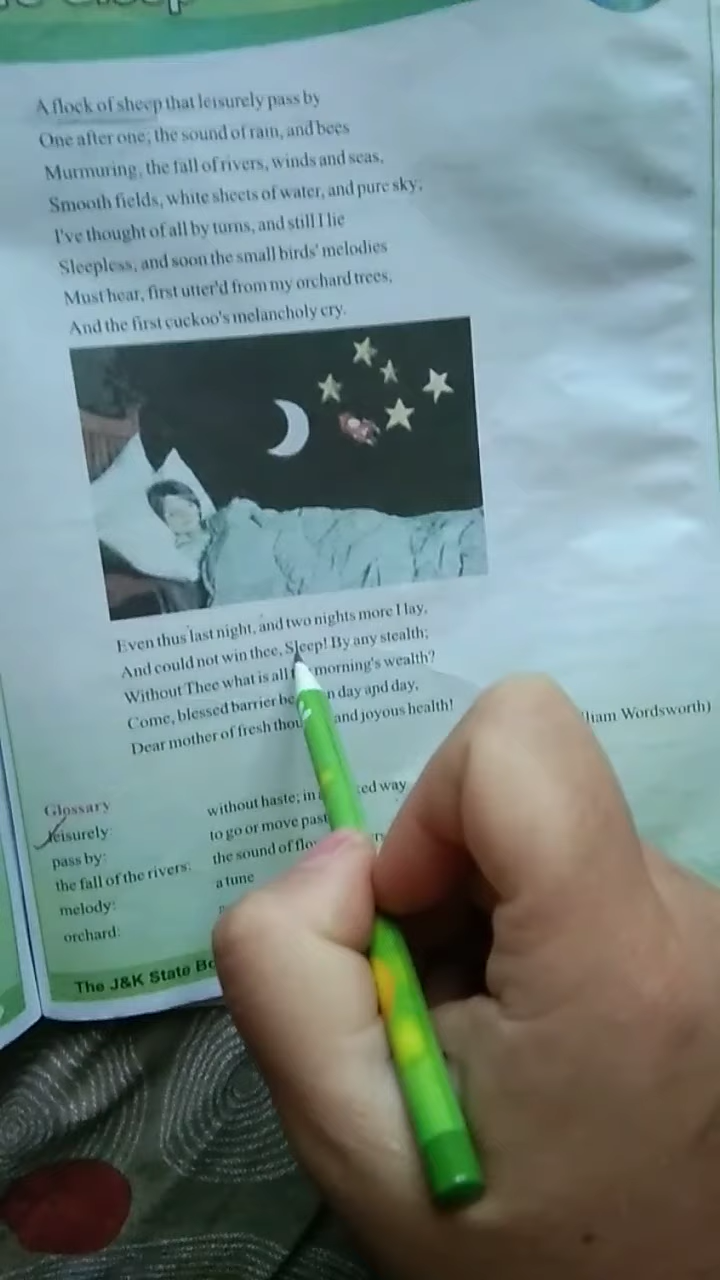 A flock of sheep that leisurely pass by
One after one; the sound of rain, and bees
Murmuring, the fall of rivers, winds and seas,
Smooth fields, white sheets of water, and pure sky;
I've thought of all by turns, and still I lie
Sleepless, and soon the small birds' melodies
Must hear, first utter'd from my orchard trees,
And the first cuckoo's melancholy cry.
Even thus last night, and two nights more I lay,
And could not win thee, Sleep! By any stealth;
Without Thee what is all morning's wealth?
Come, blessed barrier day and day,
Dear mother of fresh and joyous health!
Wordsworth)
Glossary
leisurely: without haste; in way
pass by: to go or move past
the fall of the rivers: the sound of
melody: a tune
orchard:
The J&K State